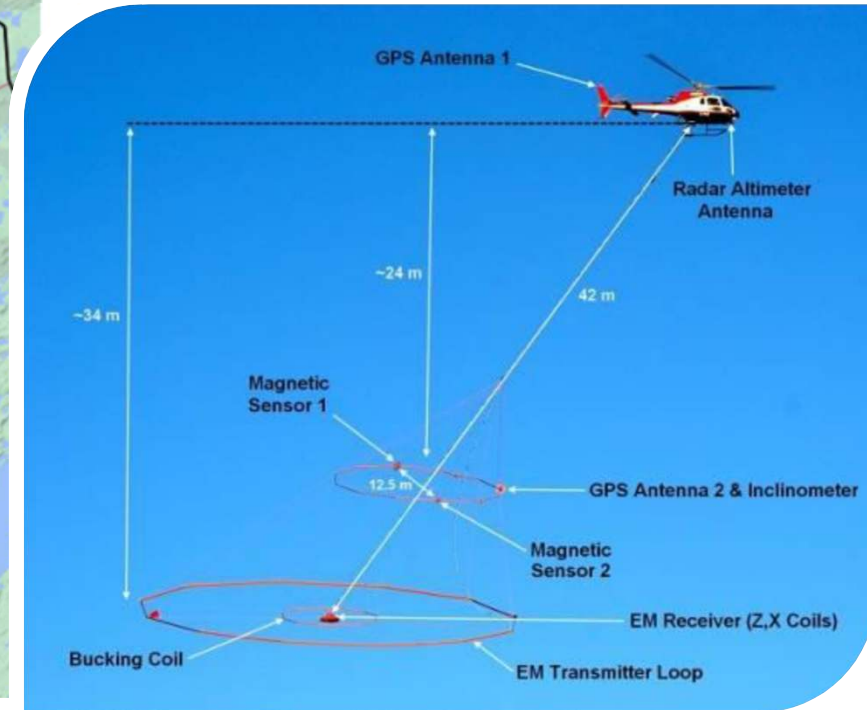 GPS Antenna 1
Radar Altimeter
Antenna
~24 m
42 m
~34 m
Magnetic
Sensor 1
12.5 m
GPS Antenna 2 & Inclinometer
Magnetic
Sensor 2
EM Receiver (Z,X Coils)
Bucking Coil
EM Transmitter Loop